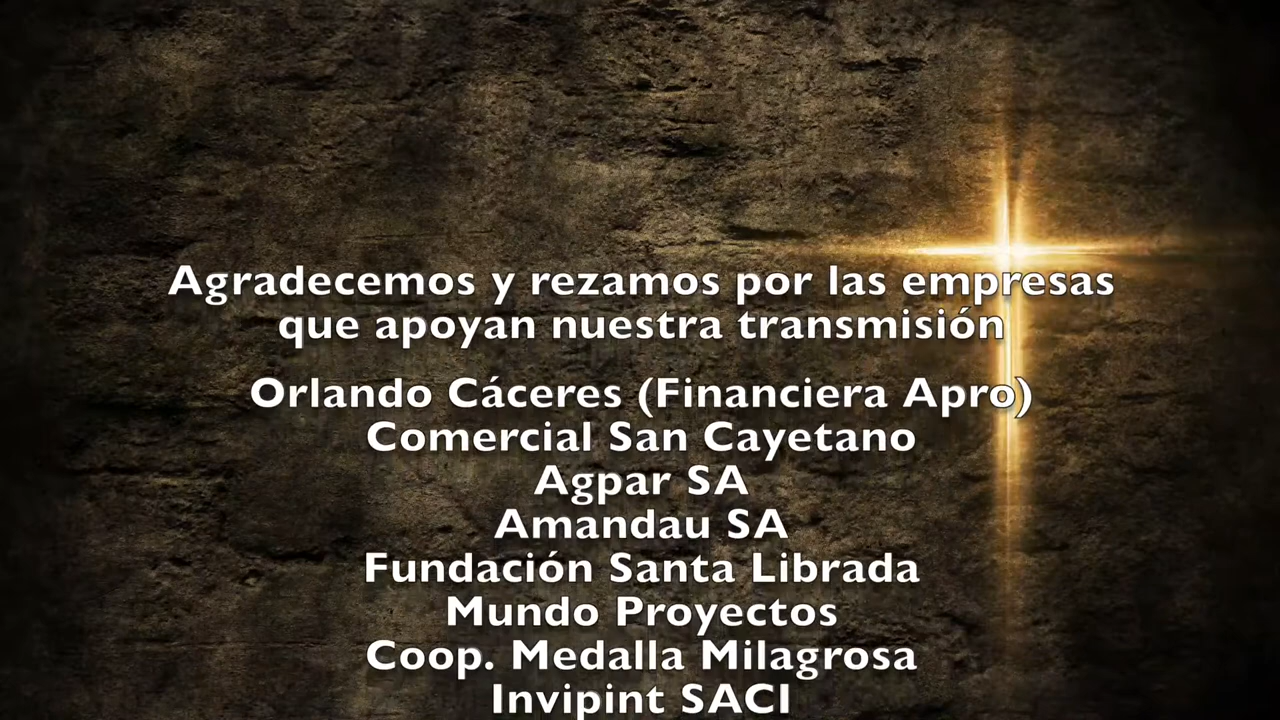 Agradecemos y rezamos por las empresas
que apoyan nuestra transmisión
Orlando Cáceres (Financiera Apro)
Comercial San Cayetano
Agpar SA
Amandau SA
Fundación Santa Librada
Mundo Proyectos
Coop. Medalla Milagrosa
Invipint SACI